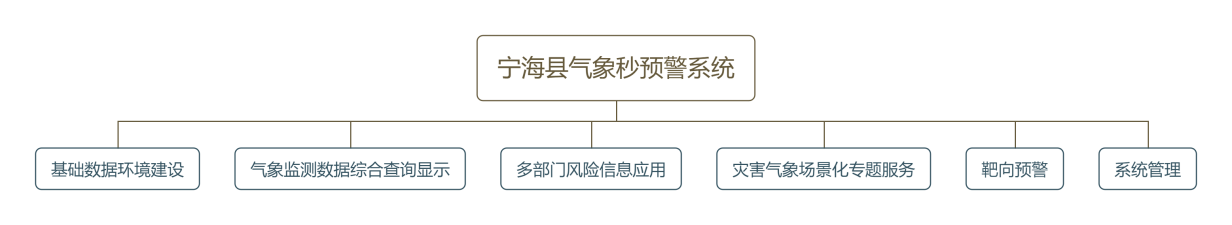 宁海县气象秒预警系统
基础数据环境建设
气象监测数据综合查询显示
多部门风险信息应用
灾害气象场景化专题服务
靶向预警
系统管理